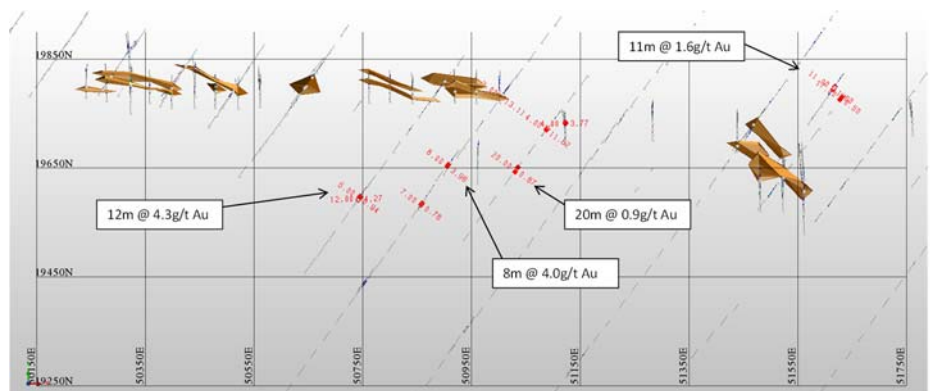 11m @ 1.6g/t Au
19850N
19650N
12m @ 4.3g/t Au
20m @ 0.9g/t Au
8m @ 4.0g/t Au
19450N
19250N
50150E
50350E
50550E
50750E
50950E
51150E
51350E
51550E
51750E